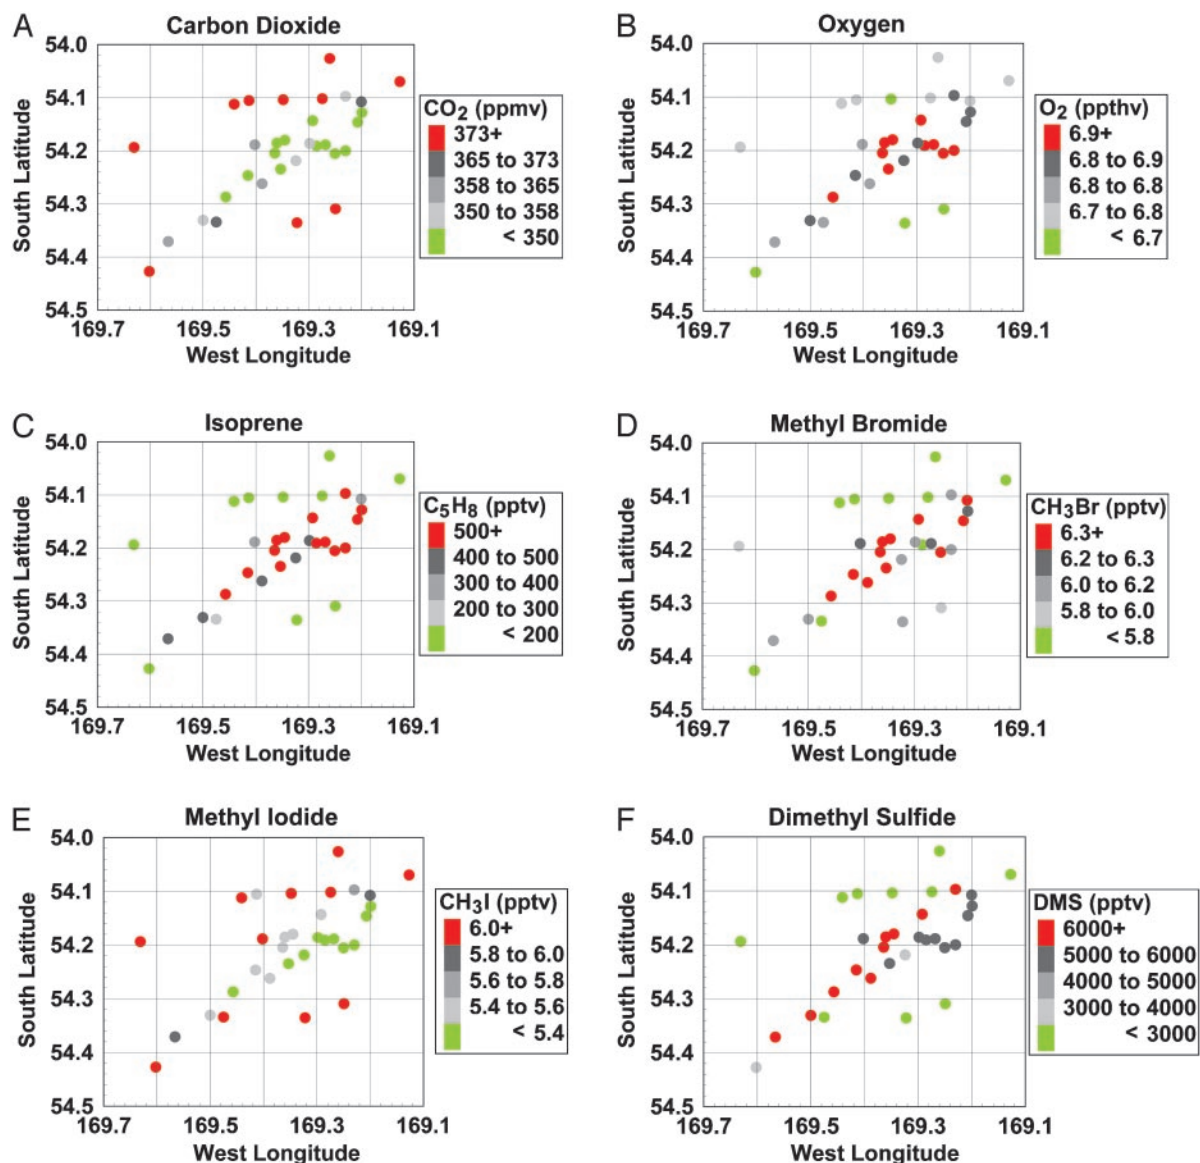 A
Carbon Dioxide
54.0
54.1
54.2
54.3
54.4
54.5
South Latitude
169.7 169.5 169.3 169.1
West Longitude
CO₂ (ppmv)
373+
365 to 373
358 to 365
350 to 358
< 350
B
Oxygen
54.0
54.1
54.2
54.3
54.4
54.5
South Latitude
169.7 169.5 169.3 169.1
West Longitude
O₂ (ppthv)
6.9+
6.8 to 6.9
6.8 to 6.8
6.7 to 6.8
< 6.7
C
Isoprene
54.0
54.1
54.2
54.3
54.4
54.5
South Latitude
169.7 169.5 169.3 169.1
West Longitude
C₅H₈ (pptv)
500+
400 to 500
300 to 400
200 to 300
< 200
D
Methyl Bromide
54.0
54.1
54.2
54.3
54.4
54.5
South Latitude
169.7 169.5 169.3 169.1
West Longitude
CH₃Br (pptv)
6.3+
6.2 to 6.3
6.0 to 6.2
5.8 to 6.0
< 5.8
E
Methyl Iodide
54.0
54.1
54.2
54.3
54.4
54.5
South Latitude
169.7 169.5 169.3 169.1
West Longitude
CH₃I (pptv)
6.0+
5.8 to 6.0
5.6 to 5.8
5.4 to 5.6
< 5.4
F
Dimethyl Sulfide
54.0
54.1
54.2
54.3
54.4
54.5
South Latitude
169.7 169.5 169.3 169.1
West Longitude
DMS (pptv)
6000+
5000 to 6000
4000 to 5000
3000 to 4000
< 3000